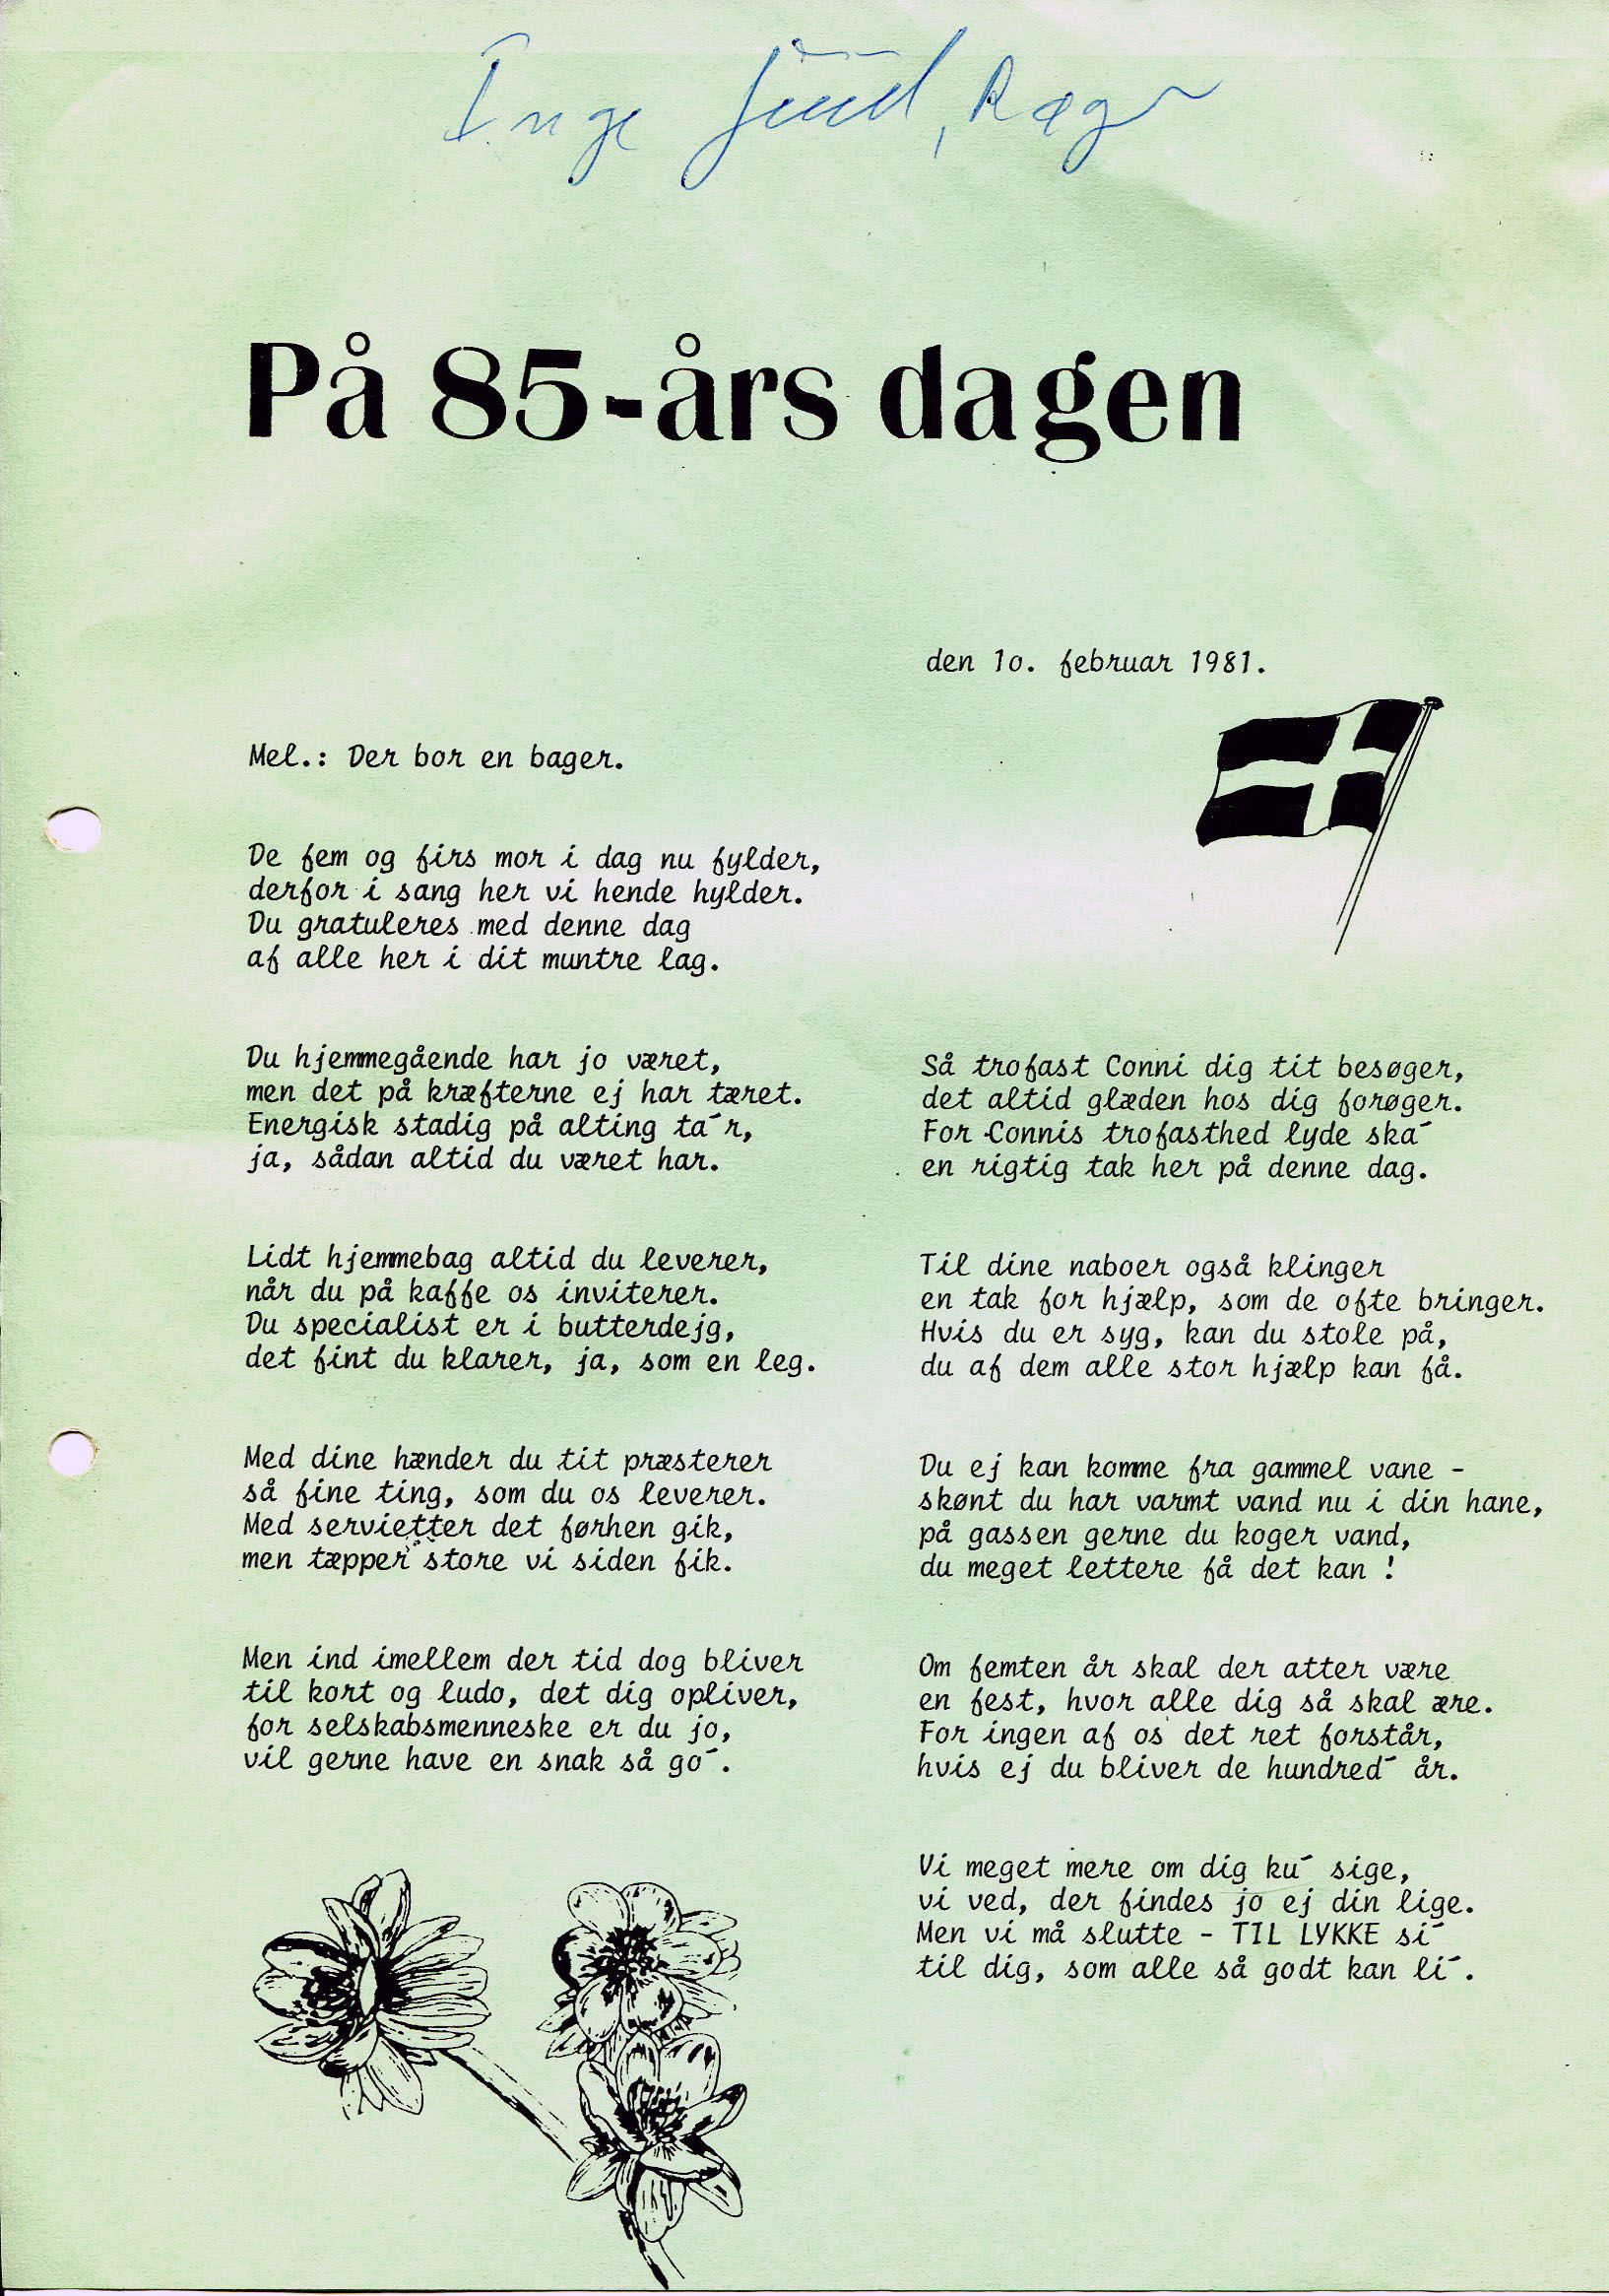 Inge Juul, Ræhr
På 85-års dagen
den 1o. februar 1981.
Mel.: Der bor en bager.
De fem og firs mor i dag nu fylder,
derfor i sang her vi hende hylder.
Du gratuleres med denne dag
af alle her i dit muntre lag.
Du hjemmegående har jo været,
men det på kræfterne ej har tæret.
Energisk stadig på alting ta´r,
ja, sådan altid du været har.
Lidt hjemmebag altid du leverer,
når du på kaffe os inviterer.
Du specialist er i butterdejg,
det fint du klarer, ja, som en leg.
Med dine hænder du tit præsterer
så fine ting, som du os leverer.
Med servietter det førhen gik,
men tæpper store vi siden fik.
Men ind imellem der tid dog bliver
til kort og ludo, det dig opliver,
for selskabsmenneske er du jo,
vil gerne have en snak så go´.
Så trofast Conni dig tit besøger,
det altid glæden hos dig forøger.
For Connis trofasthed lyde ska´
en rigtig tak her på denne dag.
Til dine naboer også klinger
en tak for hjælp, som de ofte bringer.
Hvis du er syg, kan du stole på,
du af dem alle stor hjælp kan få.
Du ej kan komme fra gammel vane -
skønt du har varmt vand nu i din hane,
på gassen gerne du koger vand,
du meget lettere få det kan !
Om femten år skal der atter være
en fest, hvor alle dig så skal ære.
For ingen af os det ret forstår,
hvis ej du bliver de hundred´ år.
Vi meget mere om dig ku´ sige,
vi ved, der findes jo ej din lige.
Men vi må slutte - TIL LYKKE si´
til dig, som alle så godt kan li´.